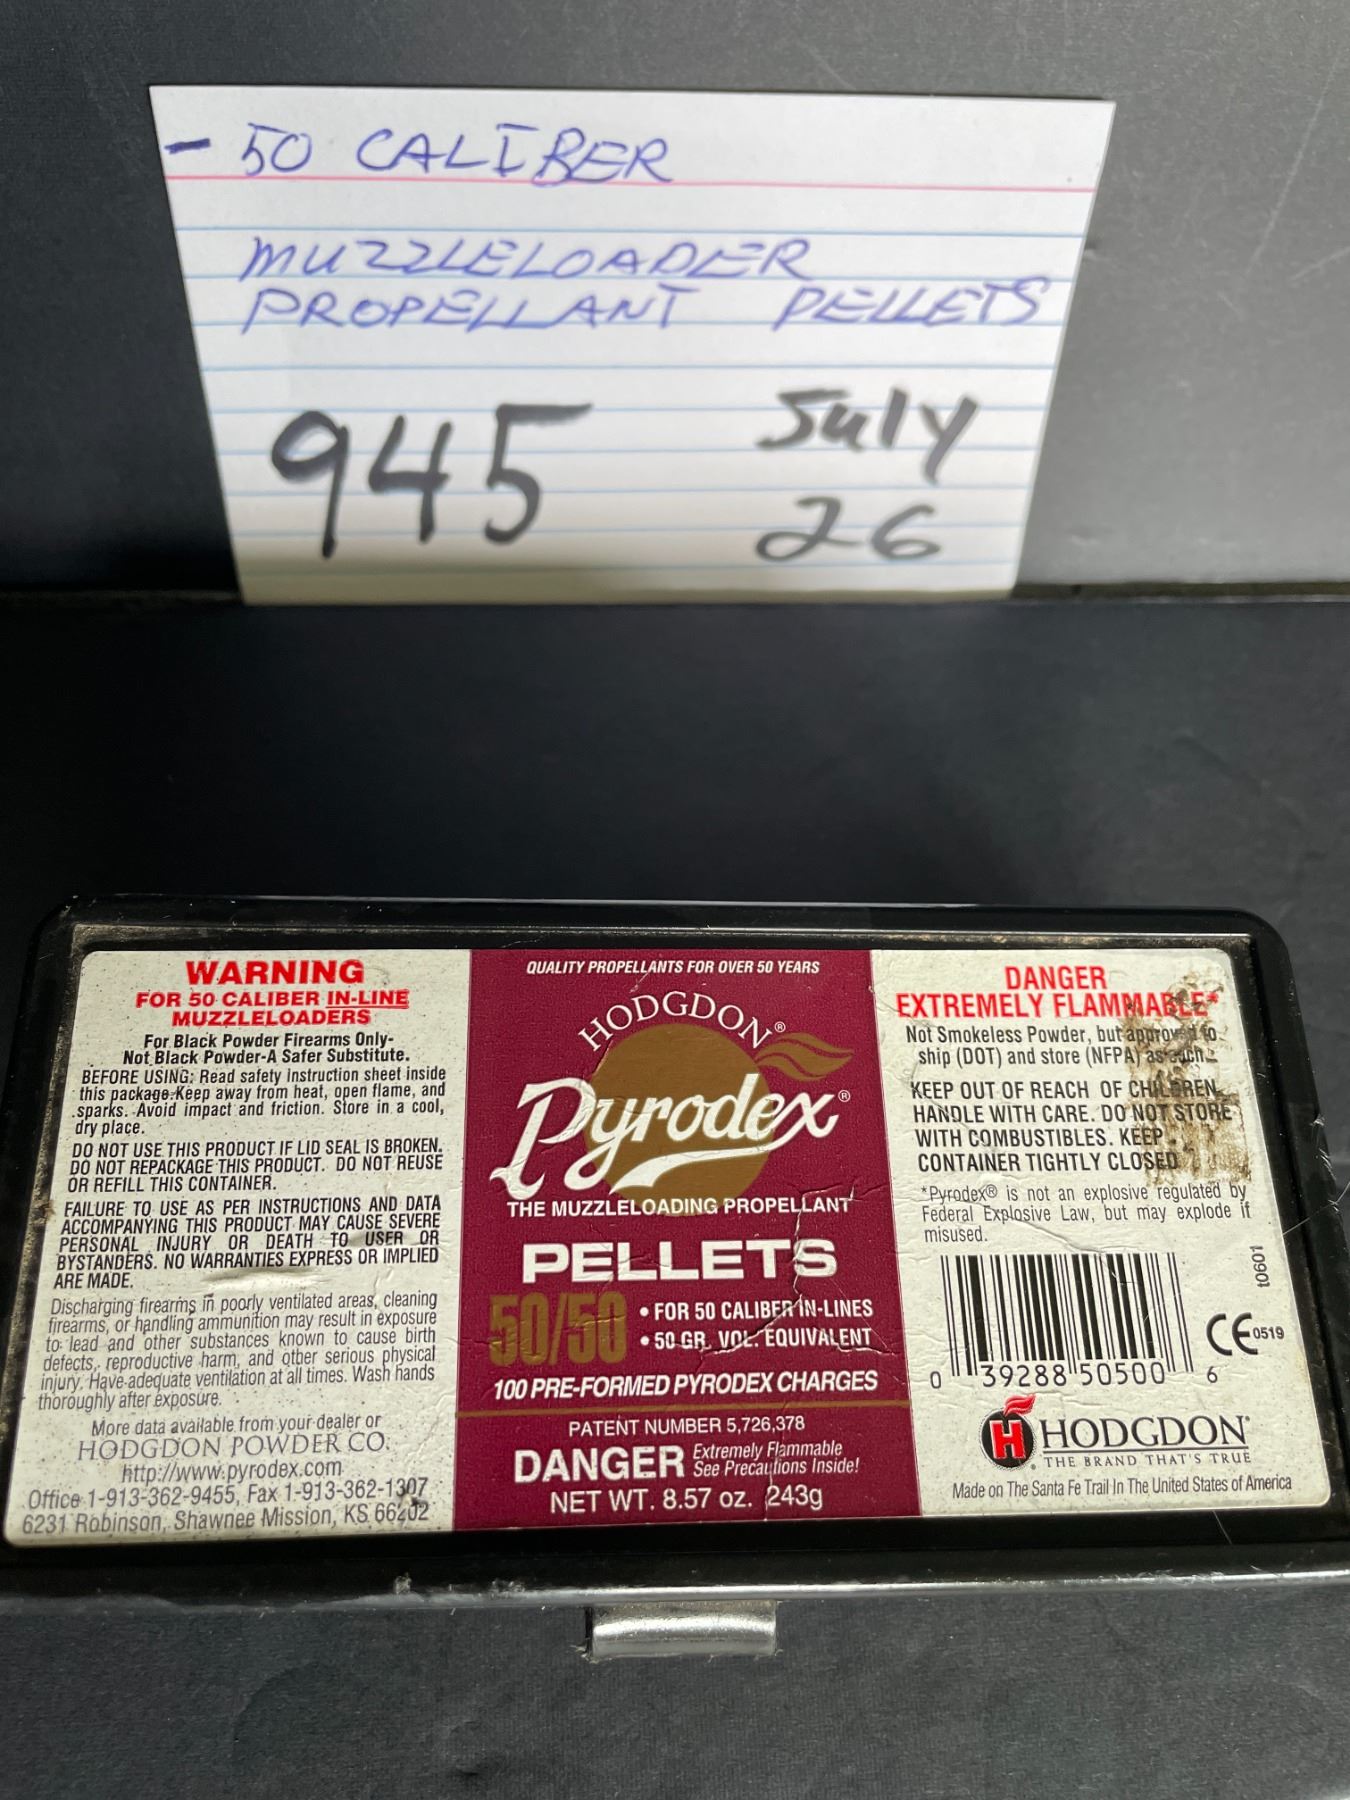 - 50 CALIBER
MUZZLELOADER
PROPELLANT PELLETS
945 July
26
WARNING
FOR 50 CALIBER IN-LINE
MUZZLELOADERS
For Black Powder Firearms Only-
Not Black Powder-A Safer Substitute.
BEFORE USING: Read safety instruction sheet inside
this package. Keep away from heat, open flame, and
sparks. Avoid impact and friction. Store in a cool,
dry place.
DO NOT USE THIS PRODUCT IF LID SEAL IS BROKEN.
DO NOT REPACKAGE THIS PRODUCT. DO NOT REUSE
OR REFILL THIS CONTAINER.
FAILURE TO USE AS PER INSTRUCTIONS AND DATA
ACCOMPANYING THIS PRODUCT MAY CAUSE SEVERE
PERSONAL INJURY OR DEATH TO USER OR
BYSTANDERS. NO WARRANTIES EXPRESS OR IMPLIED
ARE MADE.
Discharging firearms in poorly ventilated areas, cleaning
firearms, or handling ammunition may result in exposure
to lead and other substances known to cause birth
defects, reproductive harm, and other serious physical
injury. Have adequate ventilation at all times. Wash hands
thoroughly after exposure.
More data available from your dealer or
HODGDON POWDER CO.
http://www.pyrodex.com
Office 1-913-362-9455, Fax 1-913-362-1307
6231 Robinson, Shawnee Mission, KS 66202
QUALITY PROPELLANTS FOR OVER 50 YEARS
HODGDON®
Pyrodex®
THE MUZZLELOADING PROPELLANT
PELLETS
50/50
• FOR 50 CALIBER IN-LINES
• 50 GR. VOL. EQUIVALENT
100 PRE-FORMED PYRODEX CHARGES
PATENT NUMBER 5,726,378
DANGER Extremely Flammable
See Precautions Inside!
NET WT. 8.57 oz. 243g
DANGER
EXTREMELY FLAMMABLE*
Not Smokeless Powder, but approved to
ship (DOT) and store (NFPA) as such.
KEEP OUT OF REACH OF CHILDREN.
HANDLE WITH CARE. DO NOT STORE
WITH COMBUSTIBLES. KEEP
CONTAINER TIGHTLY CLOSED
*Pyrodex® is not an explosive regulated by
Federal Explosive Law, but may explode if
misused.
t0601
0 39288 50500 6
CE 0519
H HODGDON®
THE BRAND THAT'S TRUE
Made on The Santa Fe Trail In The United States of America